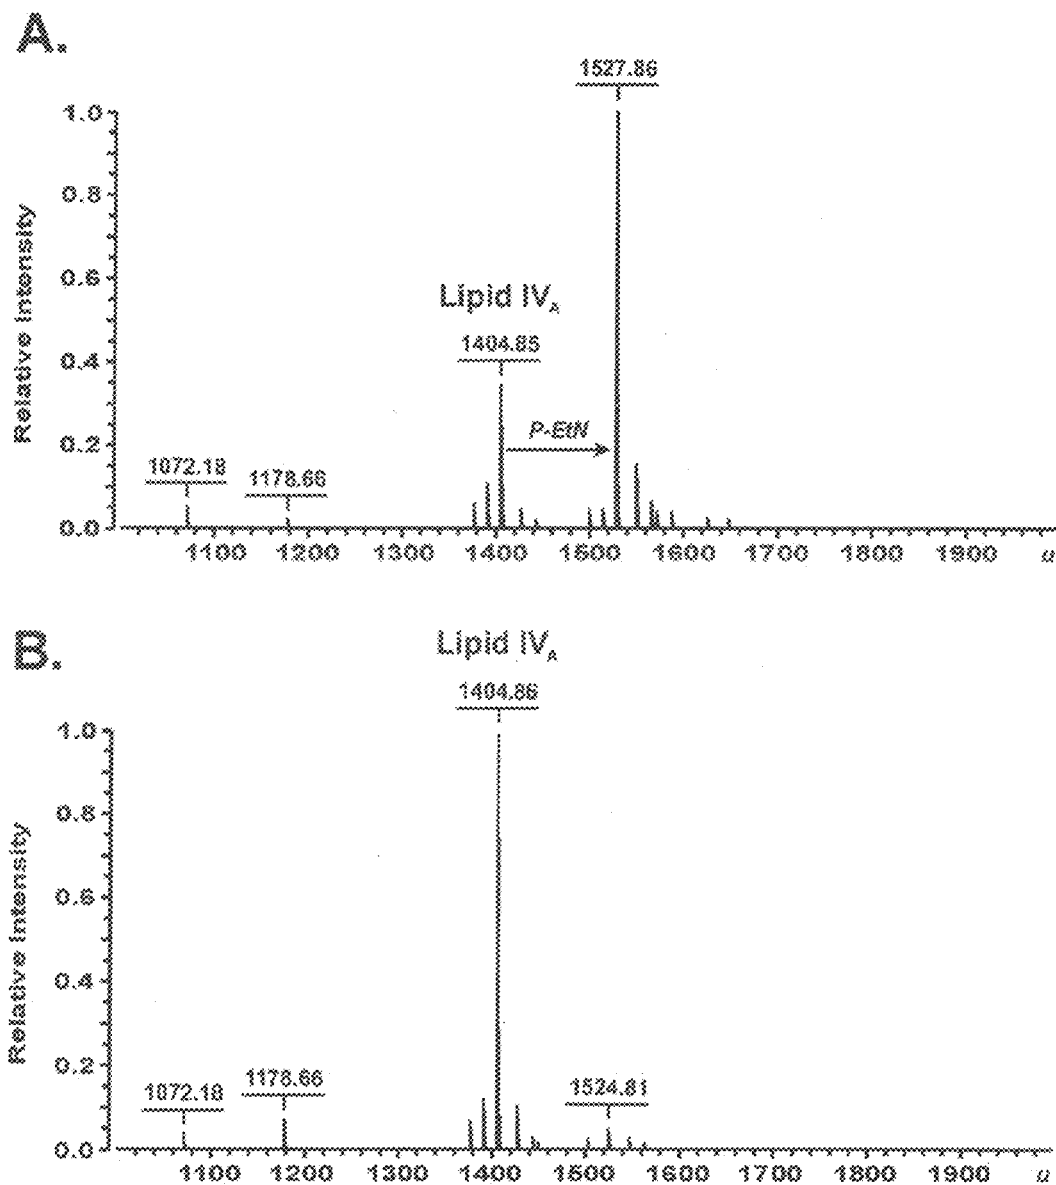 A.
1527.86
1.0
0.8
0.6
0.4
0.2
0.0
Relative Intensity
Lipid IVA
1404.85
P-EtN
1072.18
1178.66
1100 1200 1300 1400 1500 1600 1700 1800 1900 u
B.
Lipid IVA
1404.86
1.0
0.8
0.6
0.4
0.2
0.0
Relative Intensity
1072.18
1178.66
1524.81
1100 1200 1300 1400 1500 1600 1700 1800 1900 u